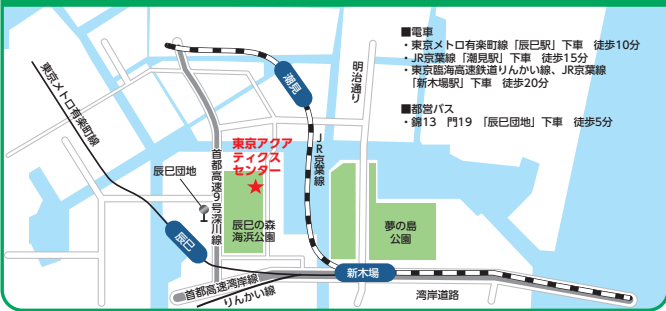 ■電車
・東京メトロ有楽町線「辰巳駅」下車　徒歩10分
・JR京葉線「潮見駅」下車　徒歩15分
・東京臨海高速鉄道りんかい線、JR京葉線
「新木場駅」下車　徒歩20分
■都営バス
・錦13　門19　「辰巳団地」下車　徒歩5分
東京メトロ有楽町線
潮見
明治通り
東京アクア
ティクス
センター
JR京葉線
首都高速9号深川線
辰巳団地
辰巳の森
海浜公園
夢の島
公園
辰巳
新木場
首都高速湾岸線
りんかい線
湾岸道路